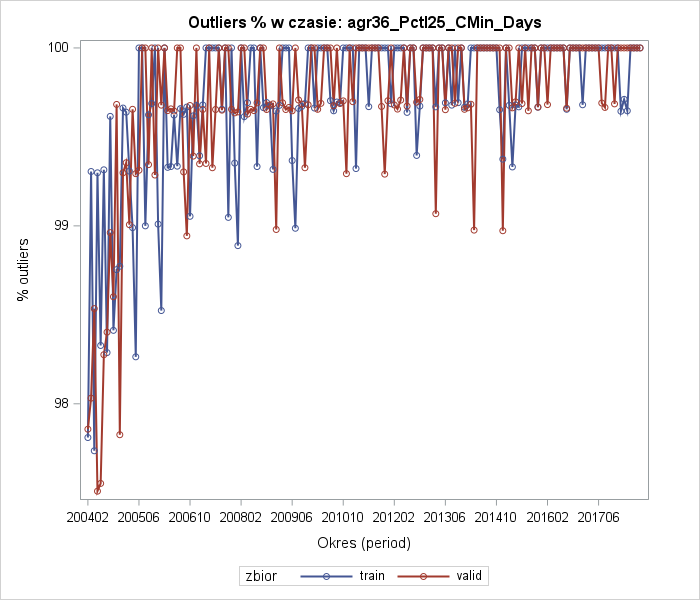 Outliers % w czasie: agr36_Pctl25_CMin_Days
100
99
98
% outliers
200402 200506 200610 200802 200906 201010 201202 201306 201410 201602 201706
Okres (period)
zbior train valid